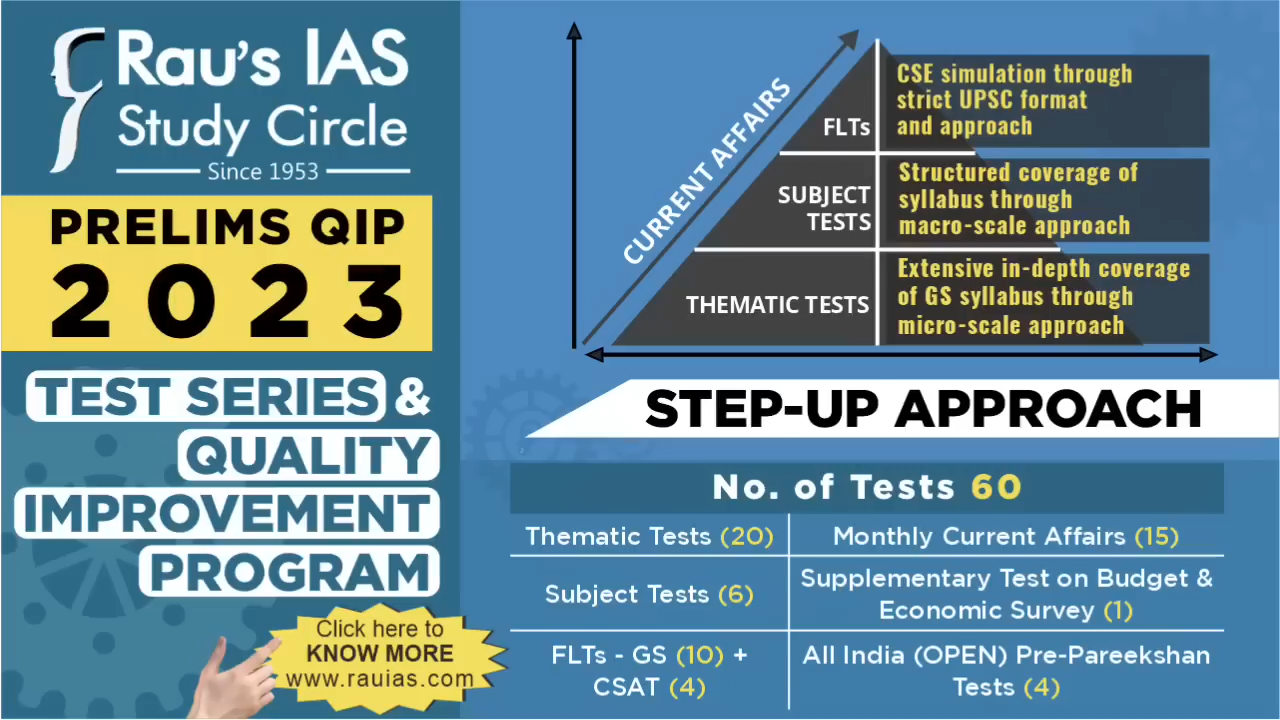 Rau's IAS
Study Circle
Since 1953
PRELIMS QIP
2023
TEST SERIES &
QUALITY
IMPROVEMENT
PROGRAM
Click here to
KNOW MORE
www.rauias.com
CURRENT AFFAIRS
FLTs
CSE simulation through
strict UPSC format
and approach
SUBJECT
TESTS
Structured coverage of
syllabus through
macro-scale approach
THEMATIC TESTS
Extensive in-depth coverage
of GS syllabus through
micro-scale approach
STEP-UP APPROACH
No. of Tests 60
Thematic Tests (20)
Monthly Current Affairs (15)
Subject Tests (6)
Supplementary Test on Budget &
Economic Survey (1)
FLTs - GS (10) +
CSAT (4)
All India (OPEN) Pre-Pareekshan
Tests (4)